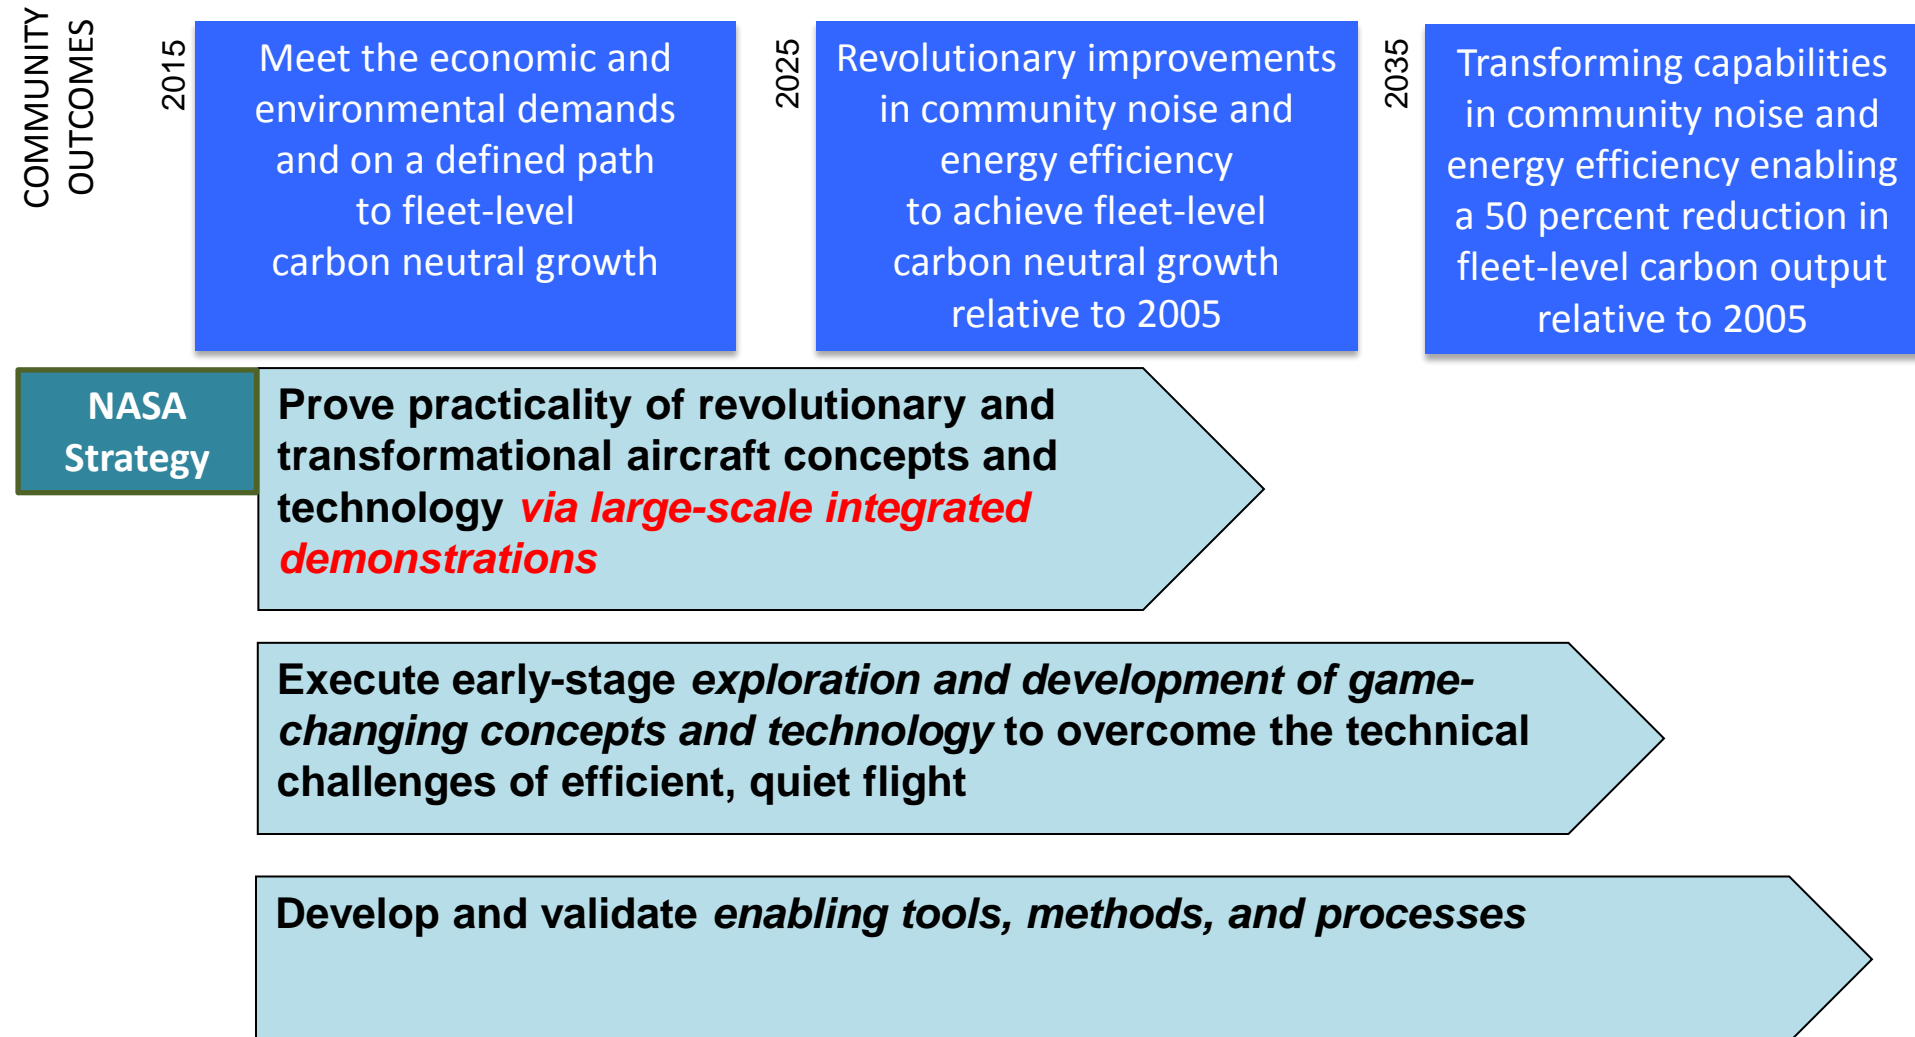 COMMUNITY
OUTCOMES
2015
Meet the economic and
environmental demands
and on a defined path
to fleet-level
carbon neutral growth
2025
Revolutionary improvements
in community noise and
energy efficiency
to achieve fleet-level
carbon neutral growth
relative to 2005
2035
Transforming capabilities
in community noise and
energy efficiency enabling
a 50 percent reduction in
fleet-level carbon output
relative to 2005
NASA
Strategy
Prove practicality of revolutionary and
transformational aircraft concepts and
technology via large-scale integrated
demonstrations
Execute early-stage exploration and development of game-
changing concepts and technology to overcome the technical
challenges of efficient, quiet flight
Develop and validate enabling tools, methods, and processes